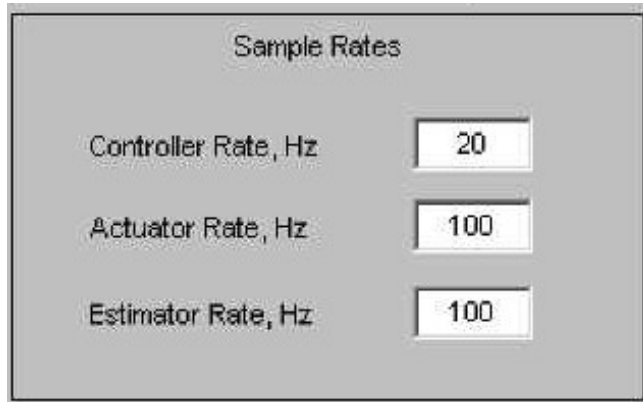 Sample Rates
Controller Rate, Hz 20
Actuator Rate, Hz 100
Estimator Rate, Hz 100